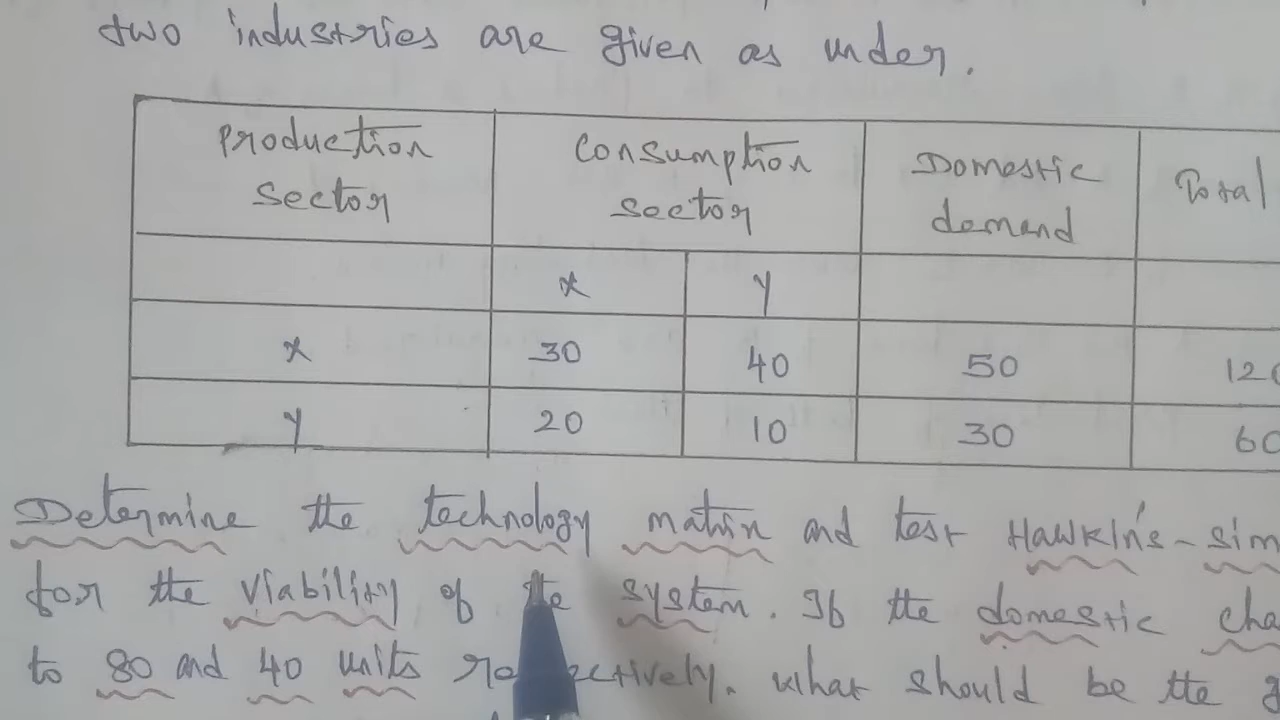 two industries are given as under.
Production sector Consumption sector Domestic demand Total
x y
x 30 40 50 120
y 20 10 30 60
Determine the technology matrix and test Hawkin's - sim
for the viability of the system. If the domestic cha
to 80 and 40 units respectively. What should be the g